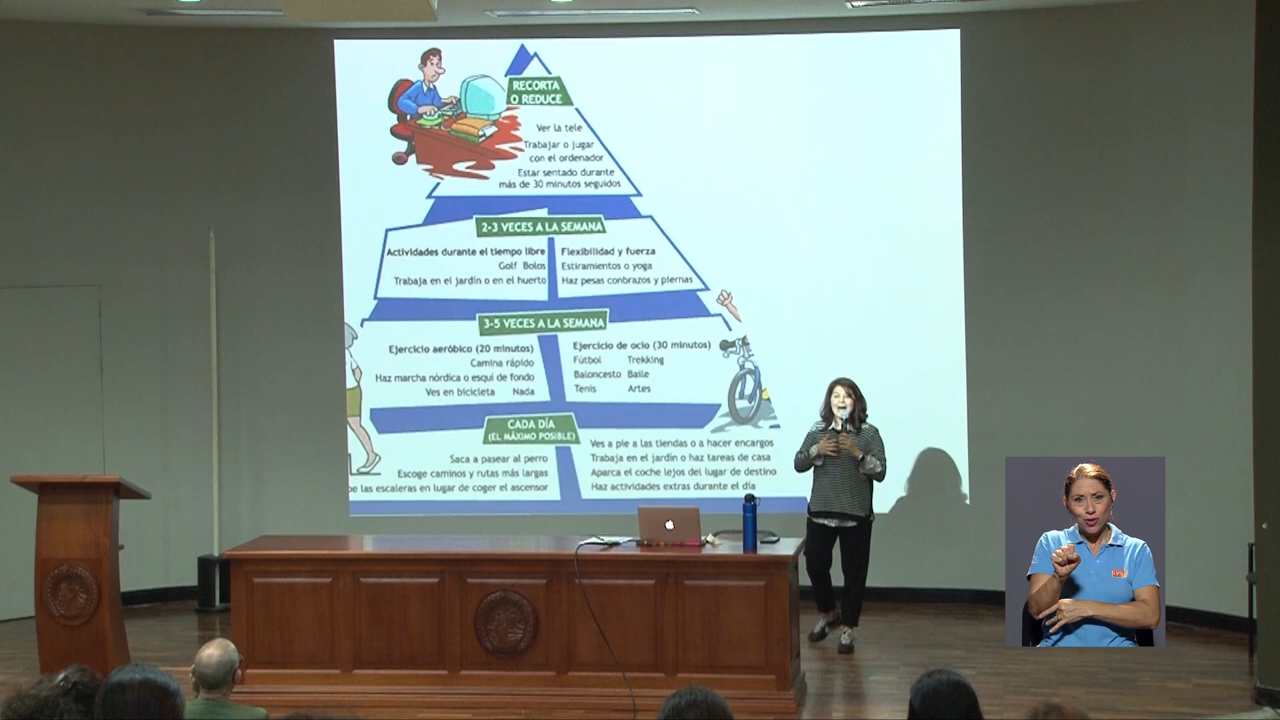 RECORTA
O REDUCE
Ver la tele
Trabajar o jugar
con el ordenador
Estar sentado durante
más de 30 minutos seguidos
2-3 VECES A LA SEMANA
Actividades durante el tiempo libre
Golf Bolos
Trabaja en el jardín o en el huerto
Flexibilidad y fuerza
Estiramientos o yoga
Haz pesas conbrazos y piernas
3-5 VECES A LA SEMANA
Ejercicio aeróbico (20 minutos)
Camina rápido
Haz marcha nórdica o esquí de fondo
Ves en bicicleta Nada
Ejercicio de ocio (30 minutos)
Fútbol Trekking
Baloncesto Baile
Tenis Artes
CADA DÍA
(EL MÁXIMO POSIBLE)
Saca a pasear al perro
Escoge caminos y rutas más largas
be las escaleras en lugar de coger el ascensor
Ves a pie a las tiendas o a hacer encargos
Trabaja en el jardín o haz tareas de casa
Aparca el coche lejos del lugar de destino
Haz actividades extras durante el día